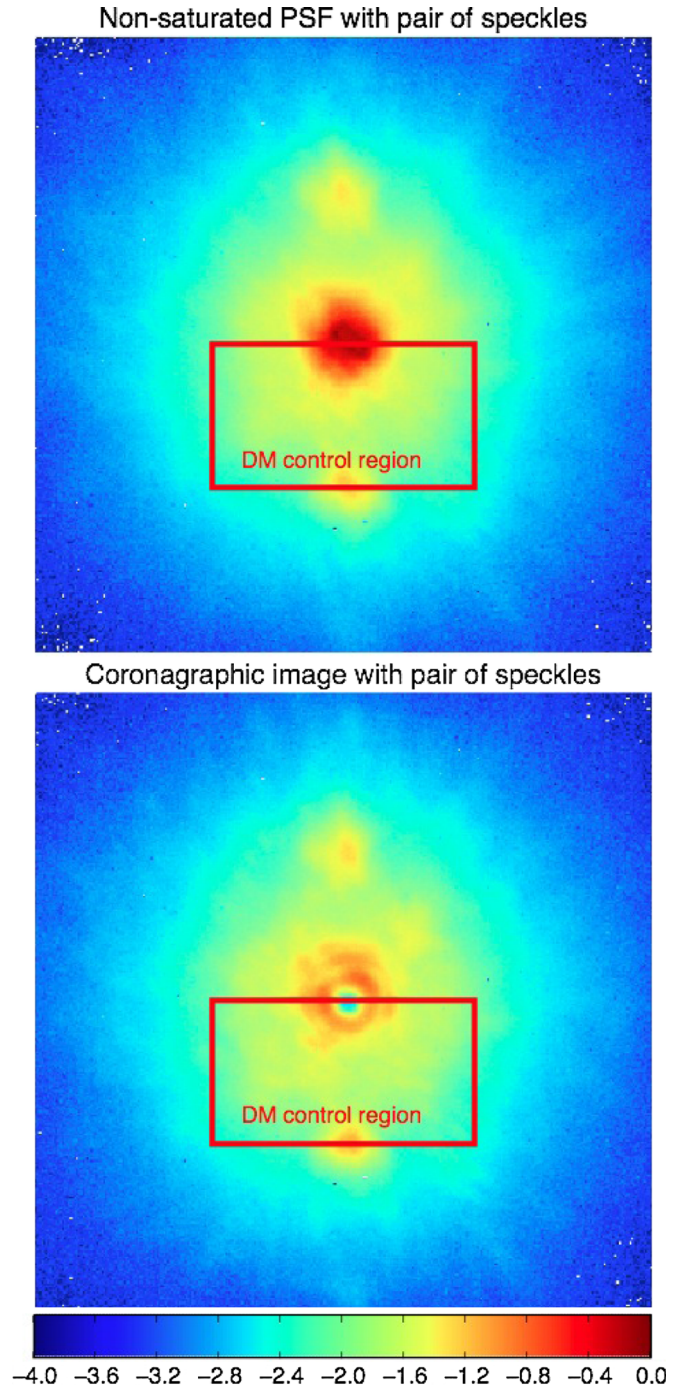 Non-saturated PSF with pair of speckles
DM control region
Coronagraphic image with pair of speckles
DM control region
−4.0 −3.6 −3.2 −2.8 −2.4 −2.0 −1.6 −1.2 −0.8 −0.4 0.0